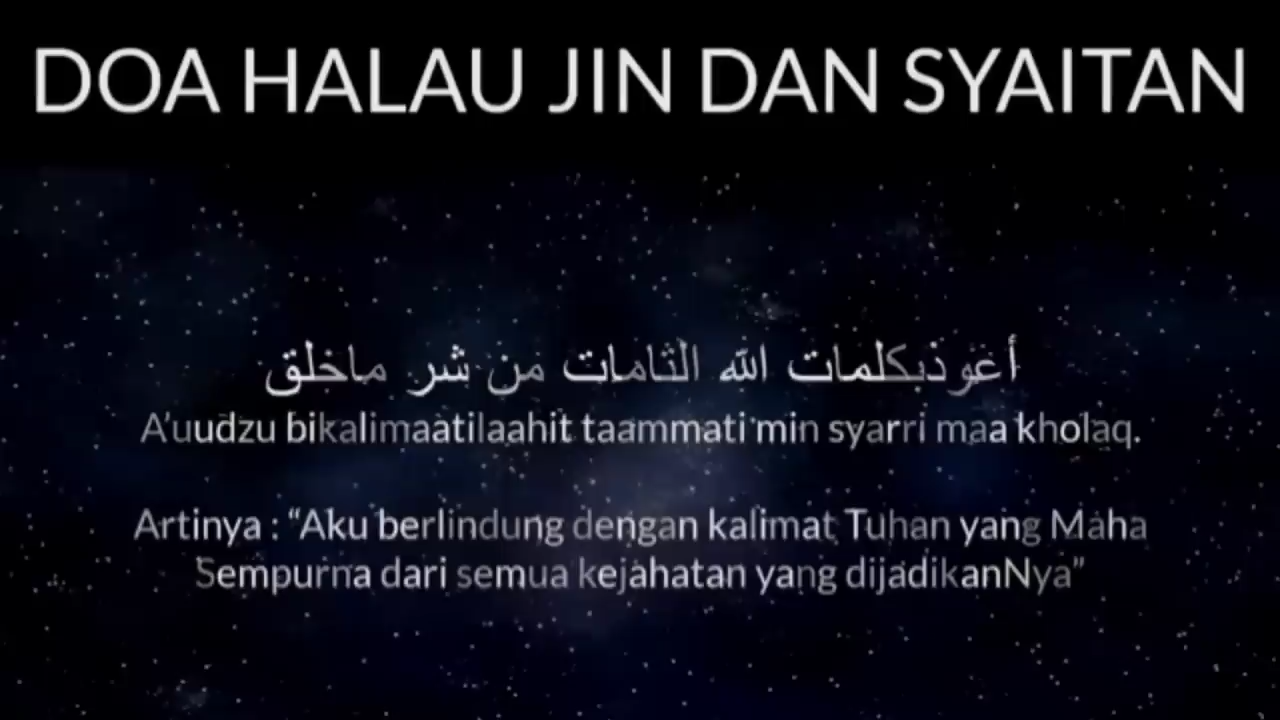 DOA HALAU JIN DAN SYAITAN
أعوذبكلمات الله التامات من شر ماخلق
A'uudzu bikalimaatilaahit taammati min syarri maa kholaq.
Artinya : “Aku berlindung dengan kalimat Tuhan yang Maha
Sempurna dari semua kejahatan yang dijadikanNya”